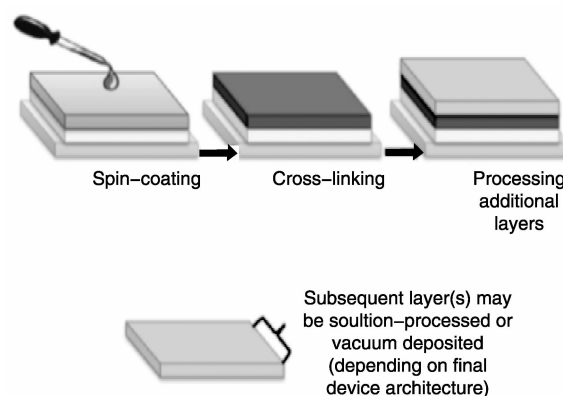 Spin–coating
Cross–linking
Processing
additional
layers
Subsequent layer(s) may
be soultion–processed or
vacuum deposited
(depending on final
device architecture)